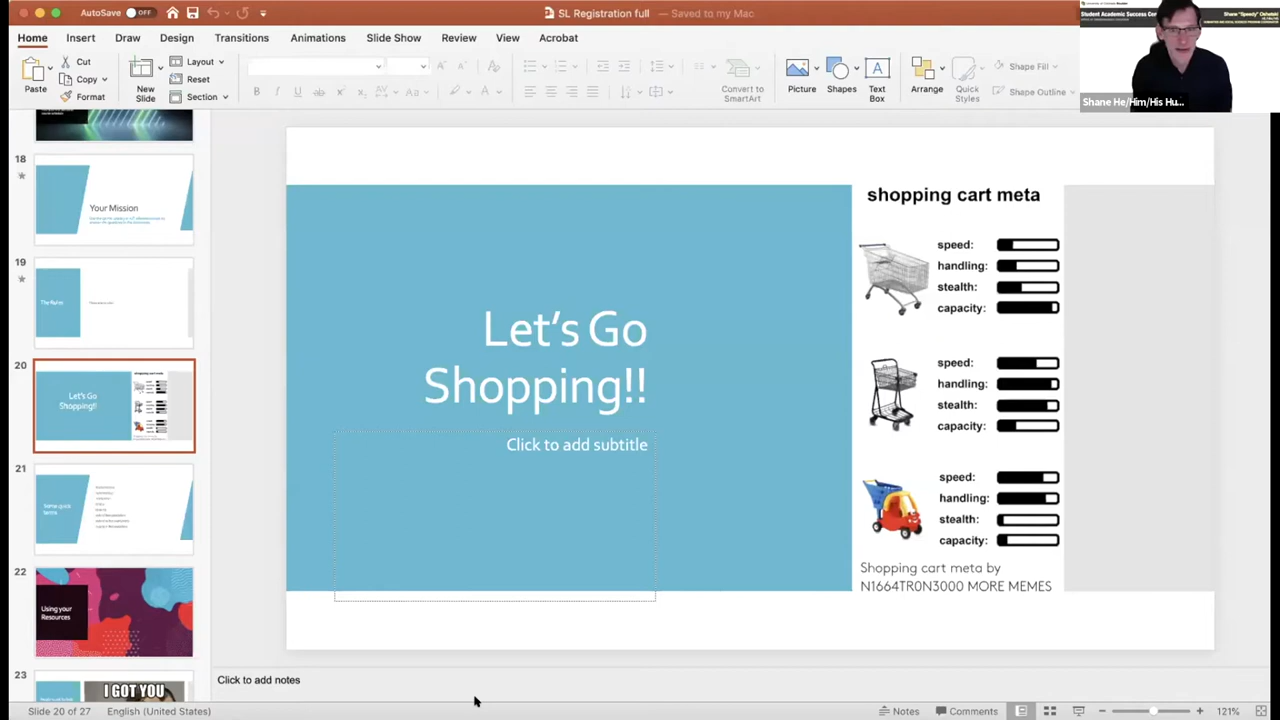 AutoSave OFF
SL Registration full — Saved to my Mac
Home Insert Draw Design Transitions Animations Slide Show Review View Acrobat
Paste
Cut
Copy
Format
New
Slide
Layout
Reset
Section
Convert to
SmartArt
Picture
Shapes
Text
Box
Arrange
Quick
Styles
Shape Fill
Shape Outline
Student Academic Success Cen
Shane He/Him/His Hu...
18
Your Mission
19
The Rules
20
Let's Go
Shopping!!
21
Some quick
terms
22
Using your
Resources
23
I GOT YOU
Let's Go
Shopping!!
Click to add subtitle
shopping cart meta
speed:
handling:
stealth:
capacity:
speed:
handling:
stealth:
capacity:
speed:
handling:
stealth:
capacity:
Shopping cart meta by
N1664TR0N3000 MORE MEMES
Click to add notes
Slide 20 of 27 English (United States)
Notes Comments 121%